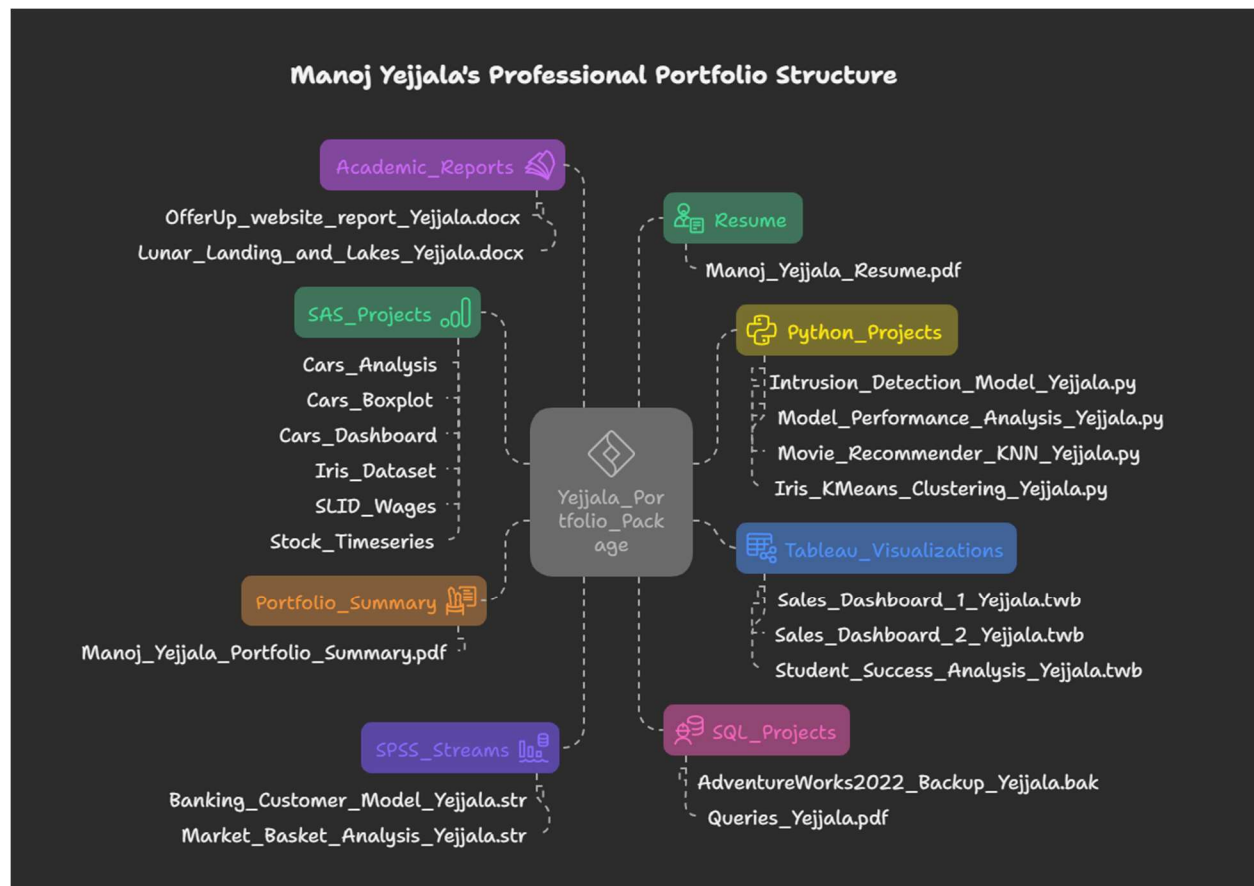 Manoj Yejjala's Professional Portfolio Structure
Academic_Reports
OfferUp_website_report_Yejjala.docx
Lunar_Landing_and_Lakes_Yejjala.docx
SAS_Projects
Cars_Analysis
Cars_Boxplot
Cars_Dashboard
Iris_Dataset
SLID_Wages
Stock_Timeseries
Portfolio_Summary
Manoj_Yejjala_Portfolio_Summary.pdf
SPSS_Streams
Banking_Customer_Model_Yejjala.str
Market_Basket_Analysis_Yejjala.str
Yejjala_Por
tfolio_Pack
age
Resume
Manoj_Yejjala_Resume.pdf
Python_Projects
Intrusion_Detection_Model_Yejjala.py
Model_Performance_Analysis_Yejjala.py
Movie_Recommender_KNN_Yejjala.py
Iris_KMeans_Clustering_Yejjala.py
Tableau_Visualizations
Sales_Dashboard_1_Yejjala.twb
Sales_Dashboard_2_Yejjala.twb
Student_Success_Analysis_Yejjala.twb
SQL_Projects
AdventureWorks2022_Backup_Yejjala.bak
Queries_Yejjala.pdf